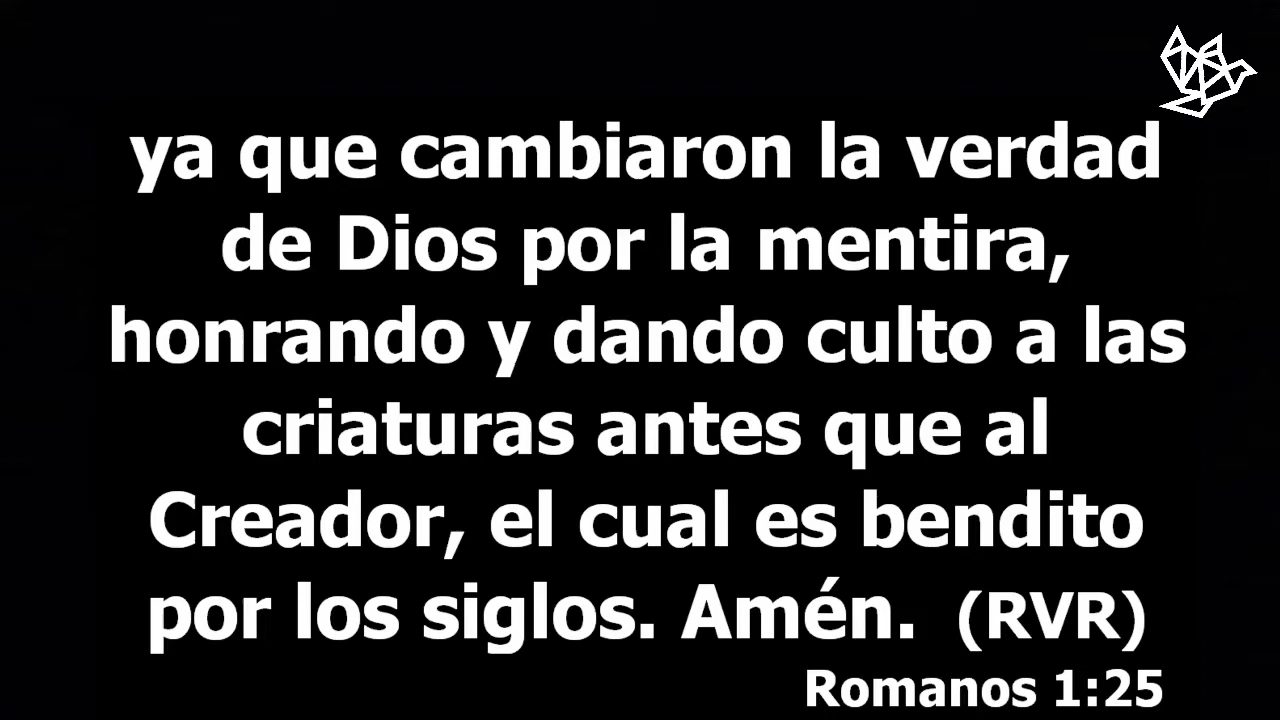 ya que cambiaron la verdad
de Dios por la mentira,
honrando y dando culto a las
criaturas antes que al
Creador, el cual es bendito
por los siglos. Amén. (RVR)
Romanos 1:25